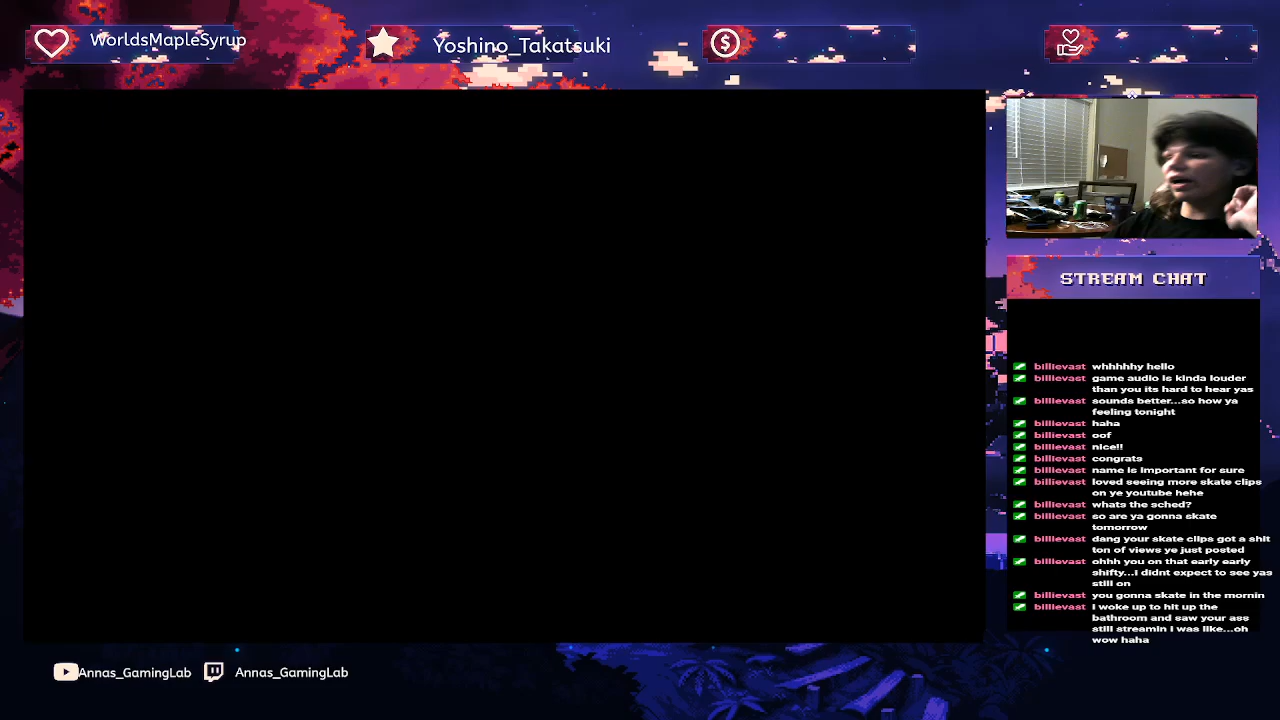 WorldsMapleSyrup
Yoshino_Takatsuki
STREAM CHAT
billievast whhhhhy hello
billievast game audio is kinda louder
than you its hard to hear yas
billievast sounds better...so how ya
feeling tonight
billievast haha
billievast oof
billievast nice!!
billievast congrats
billievast name is important for sure
billievast loved seeing more skate clips
on ye youtube hehe
billievast whats the sched?
billievast so are ya gonna skate
tomorrow
billievast dang your skate clips got a shit
ton of views ye just posted
billievast ohhh you on that early early
shifty...i didnt expect to see yas
still on
billievast you gonna skate in the mornin
billievast i woke up to hit up the
bathroom and saw your ass
still streamin i was like...oh
wow haha
Annas_GamingLab
Annas_GamingLab